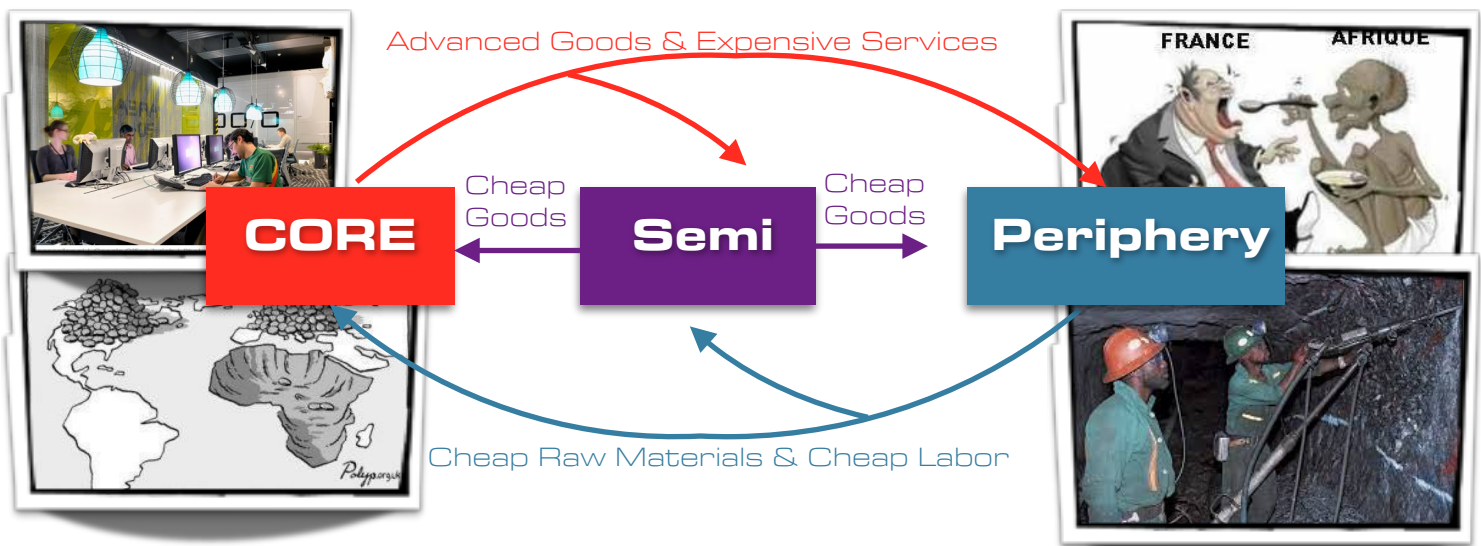 Advanced Goods & Expensive Services
FRANCE
AFRIQUE
Cheap
Goods
Cheap
Goods
CORE
Semi
Periphery
Cheap Raw Materials & Cheap Labor
Polyp.org.uk